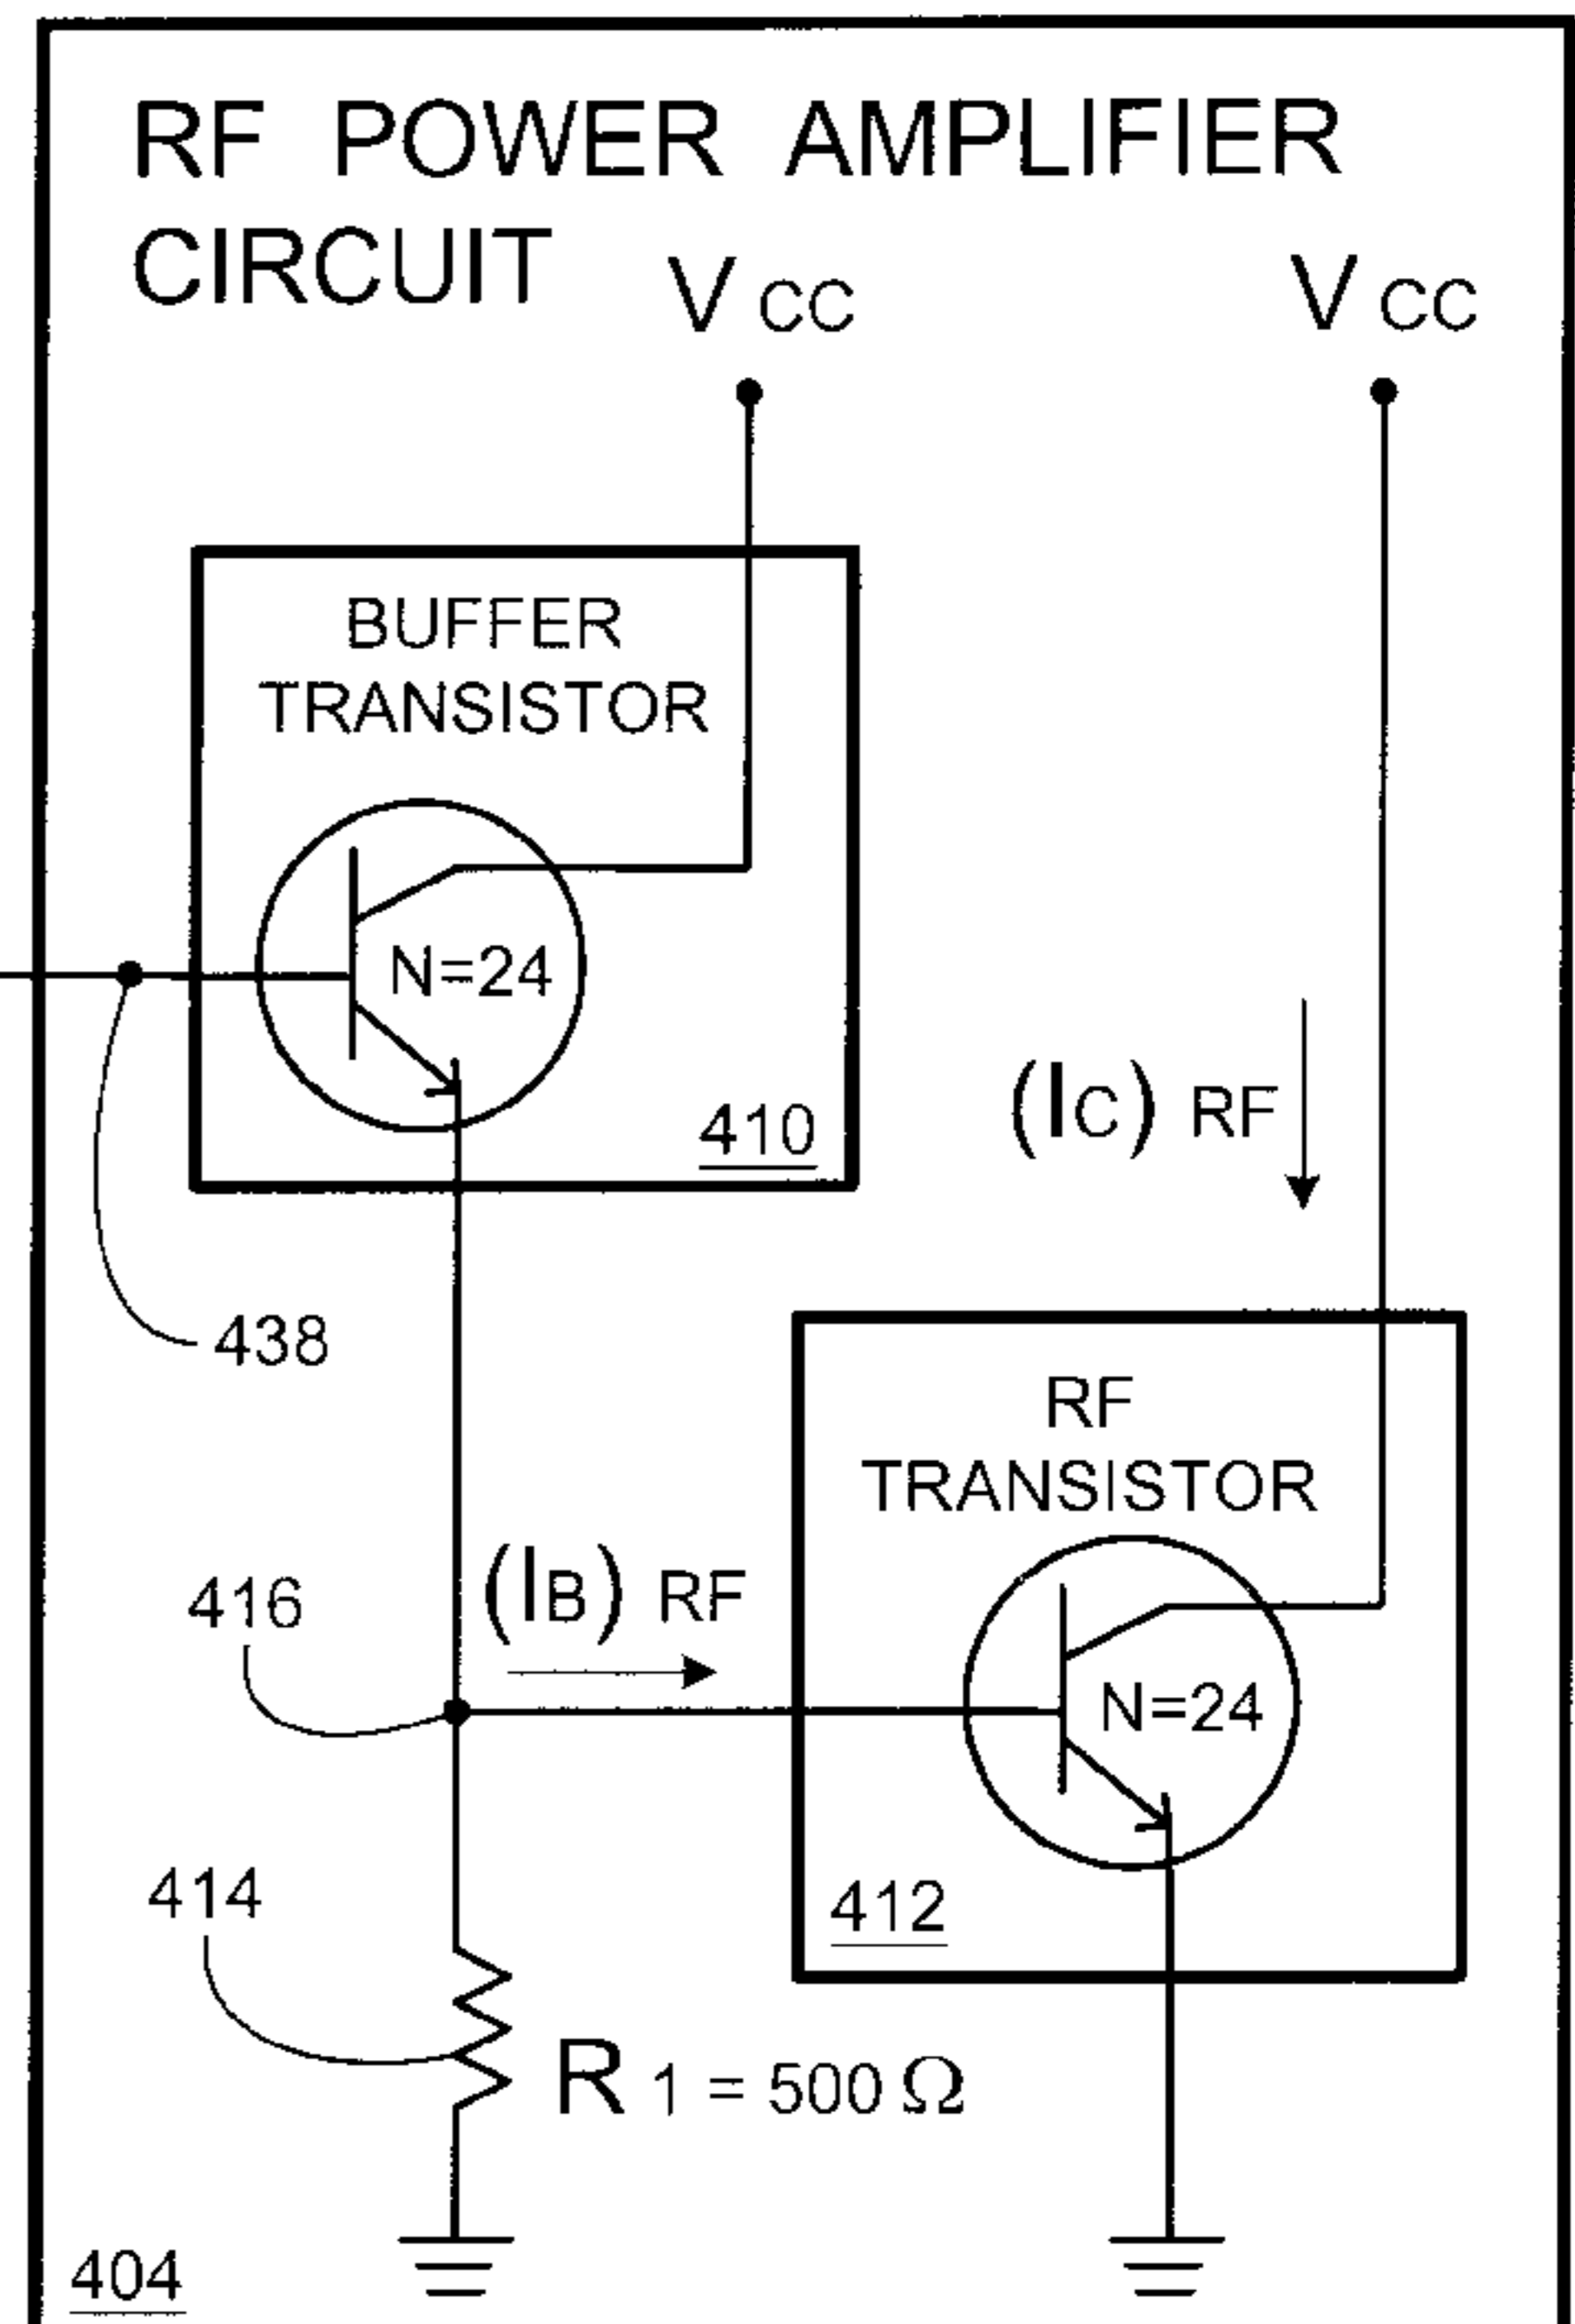 RF POWER AMPLIFIER
CIRCUIT
V CC
V CC
BUFFER
TRANSISTOR
N=24
410
(IC) RF
438
RF
TRANSISTOR
416
(IB) RF
N=24
414
412
R 1 = 500 Ω
404